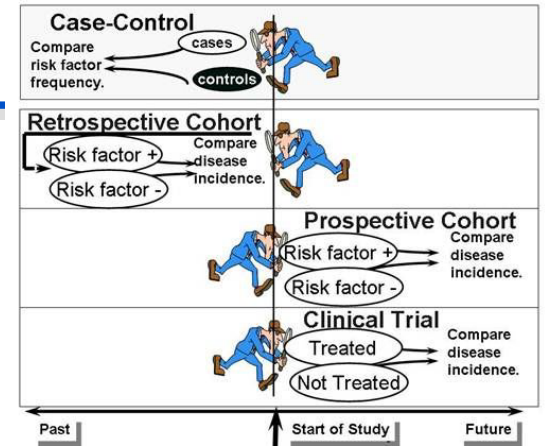 Case-Control
Compare
risk factor
frequency.
cases
controls
Retrospective Cohort
Risk factor +
Risk factor -
Compare
disease
incidence.
Prospective Cohort
Risk factor +
Risk factor -
Compare
disease
incidence.
Clinical Trial
Treated
Not Treated
Compare
disease
incidence.
Past
Start of Study
Future